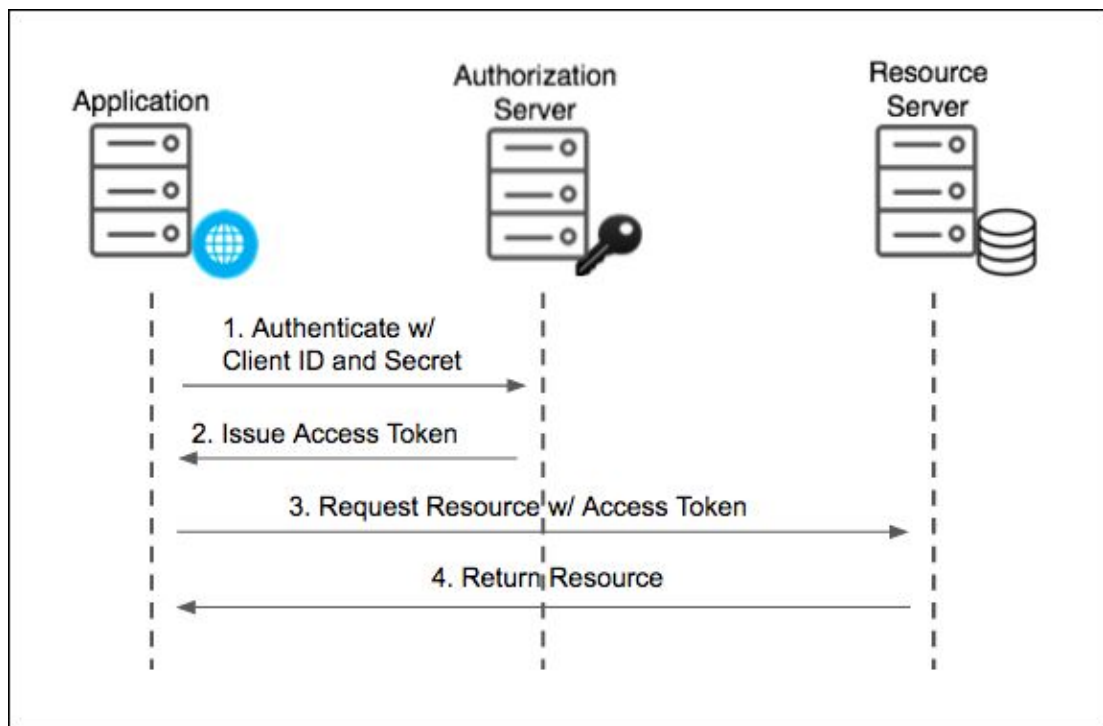 Application
Authorization
Server
Resource
Server
1. Authenticate w/
Client ID and Secret
2. Issue Access Token
3. Request Resource w/ Access Token
4. Return Resource